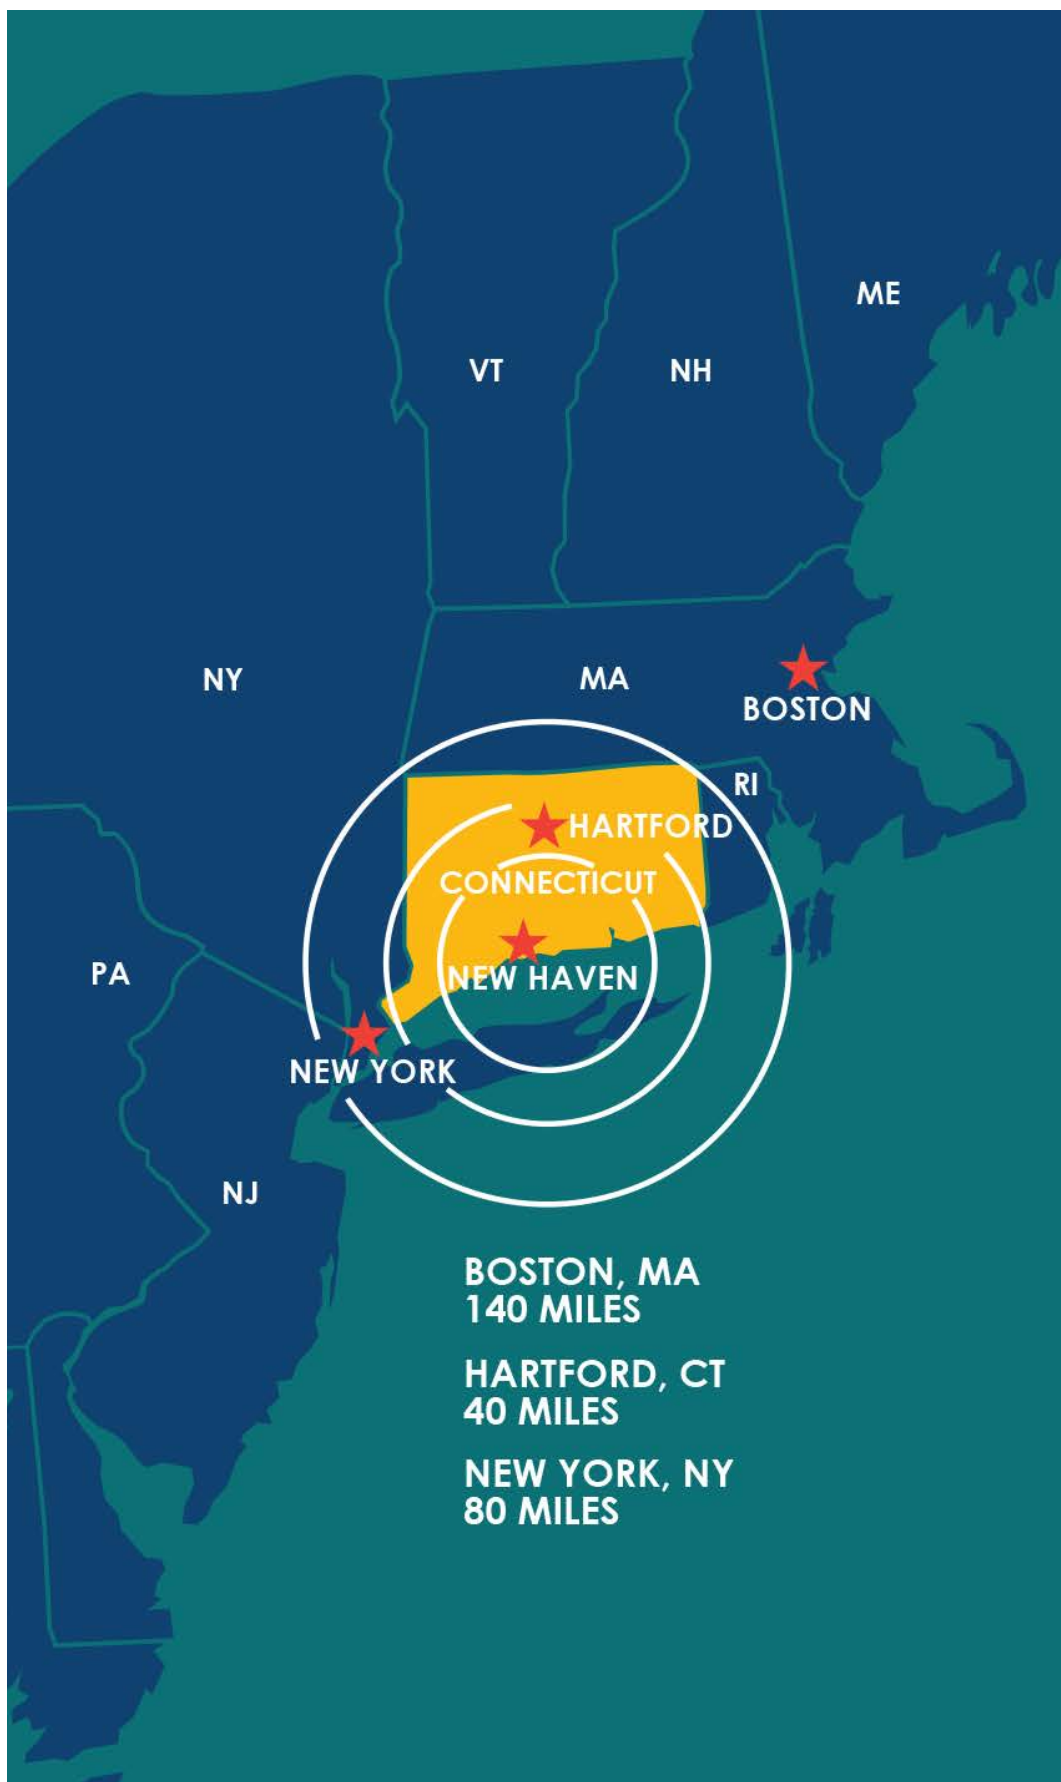 ME
VT
NH
NY
MA
BOSTON
RI
HARTFORD
CONNECTICUT
PA
NEW HAVEN
NEW YORK
NJ
BOSTON, MA
140 MILES
HARTFORD, CT
40 MILES
NEW YORK, NY
80 MILES